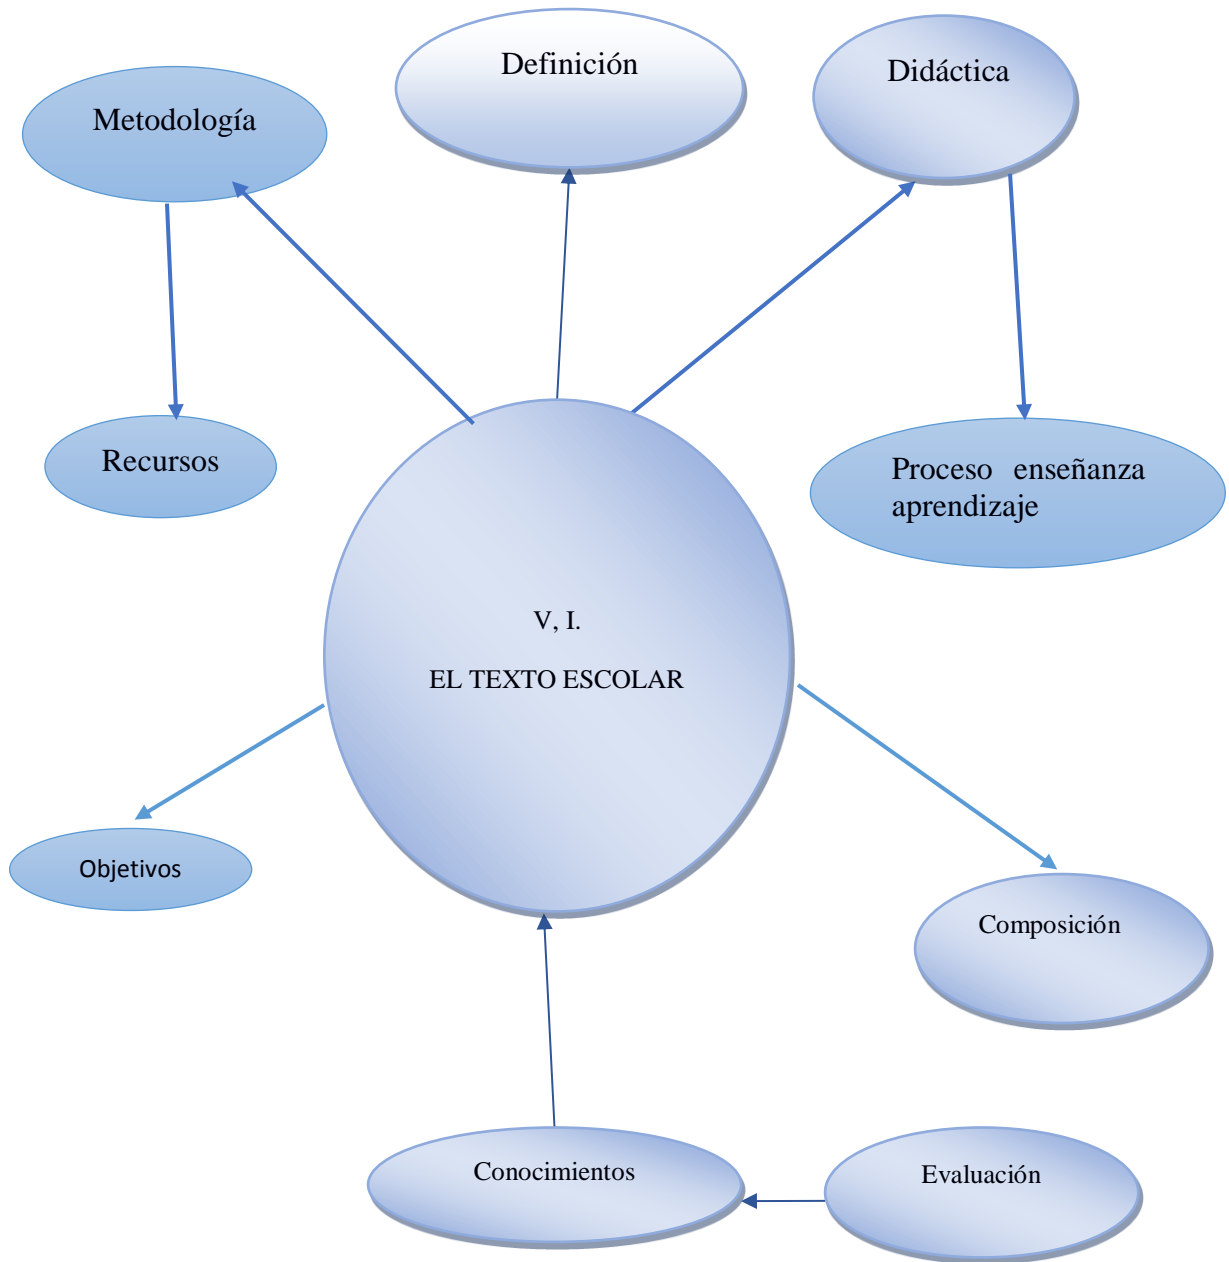 Definición
Didáctica
Metodología
Recursos
Proceso enseñanza
aprendizaje
V, I.
EL TEXTO ESCOLAR
Objetivos
Composición
Conocimientos
Evaluación